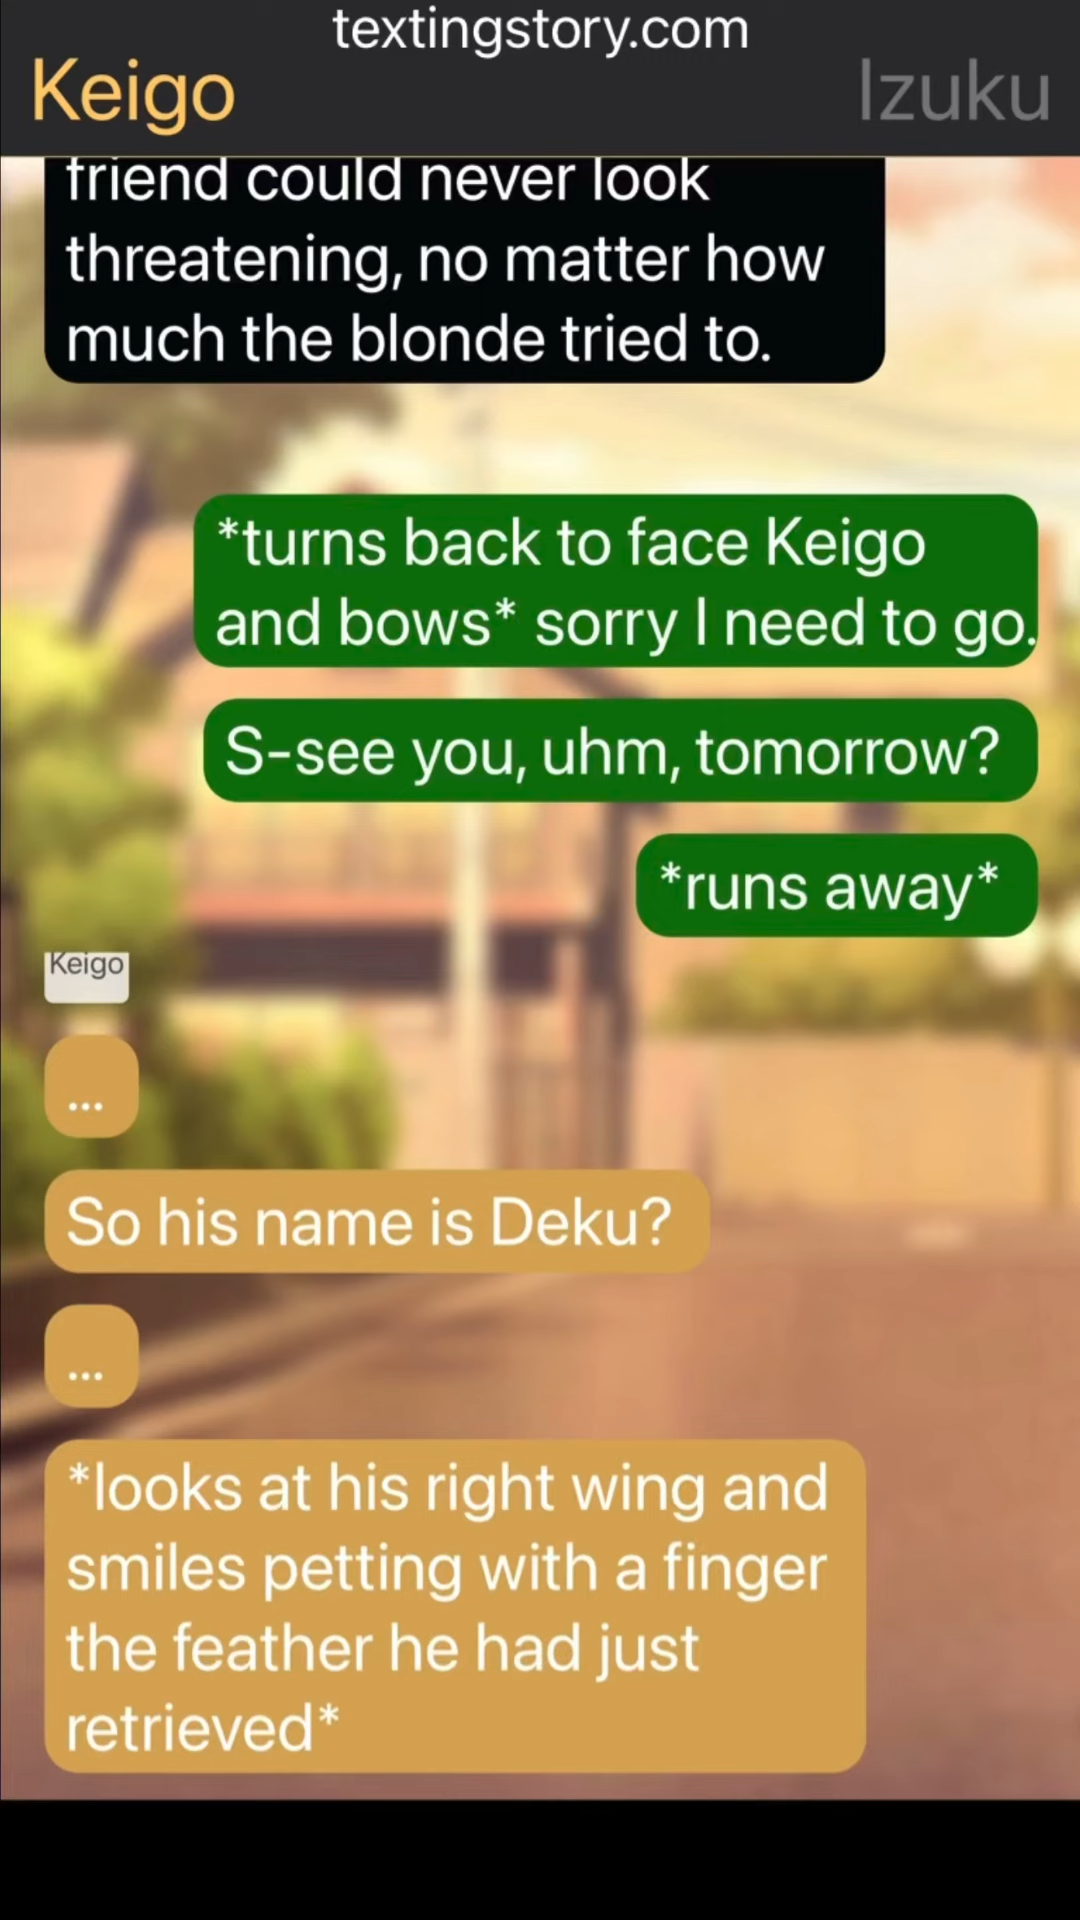 textingstory.com
Keigo
Izuku
friend could never look
threatening, no matter how
much the blonde tried to.
*turns back to face Keigo
and bows* sorry I need to go.
S-see you, uhm, tomorrow?
*runs away*
Keigo
...
So his name is Deku?
...
*looks at his right wing and
smiles petting with a finger
the feather he had just
retrieved*